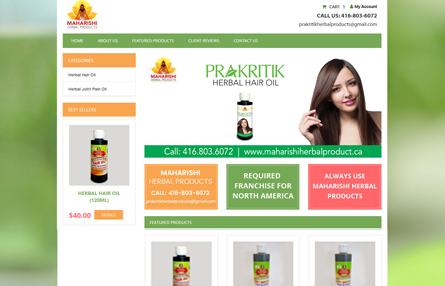 MAHARISHI
HERBAL PRODUCTS
CART: 1 My Account
CALL US: 416-803-6072
prakritikherbalproducts@gmail.com
HOME ABOUT US FEATURED PRODUCTS CLIENT REVIEWS CONTACT US
CATEGORIES
Herbal Hair Oil
Herbal Joint Pain Oil
BEST SELLERS
HERBAL HAIR OIL
(120ML)
$40.00 DETAILS
MAHARISHI
HERBAL PRODUCTS
PRAKRITIK
HERBAL HAIR OIL
Call: 416.803.6072 | www.maharishiherbalproduct.ca
MAHARISHI
HERBAL PRODUCTS
CALL: 416-803-6072
prakritikherbalproducts@gmail.com
REQUIRED
FRANCHISE FOR
NORTH AMERICA
ALWAYS USE
MAHARISHI HERBAL
PRODUCTS
FEATURED PRODUCTS